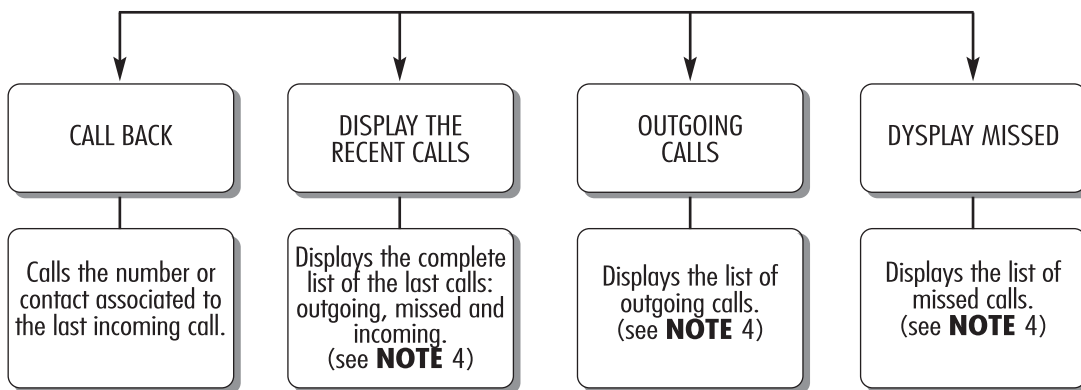 CALL BACK
DISPLAY THE
RECENT CALLS
OUTGOING
CALLS
DYSPLAY MISSED
Calls the number or
contact associated to
the last incoming call.
Displays the complete
list of the last calls:
outgoing, missed and
incoming.
(see NOTE 4)
Displays the list of
outgoing calls.
(see NOTE 4)
Displays the list of
missed calls.
(see NOTE 4)